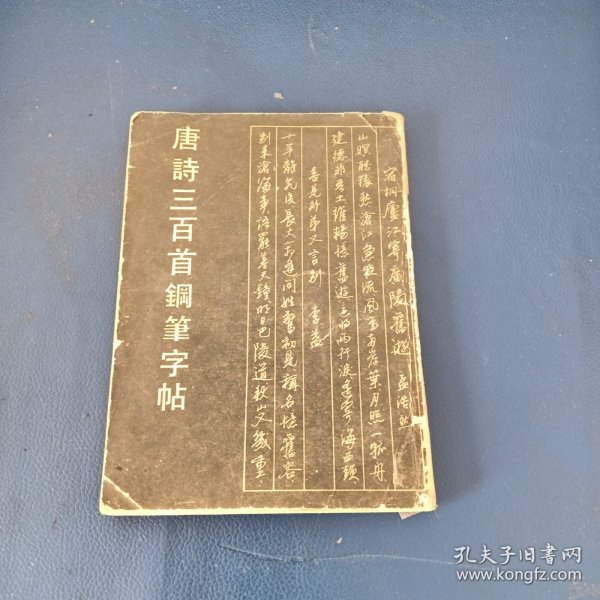 唐詩三百首鋼筆字帖
宿桐廬江寄廣陵舊遊 孟浩然
山暝聽猿愁滄江急夜流風鳴兩岸葉月照一孤舟
建德非吾土維揚憶舊遊還將兩行淚遙寄海西頭
喜見外弟又言別 李益
十年離亂後長大一相逢問姓驚初見稱名憶舊容
別來滄海事語罷暮天鐘明日巴陵道秋山又幾重
孔夫子旧书网
www.kongfz.com